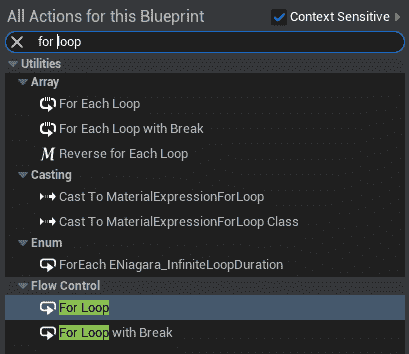 All Actions for this Blueprint
Context Sensitive
for loop
Utilities
Array
For Each Loop
For Each Loop with Break
Reverse for Each Loop
Casting
Cast To MaterialExpressionForLoop
Cast To MaterialExpressionForLoop Class
Enum
ForEach ENiagara_InfiniteLoopDuration
Flow Control
For Loop
For Loop with Break